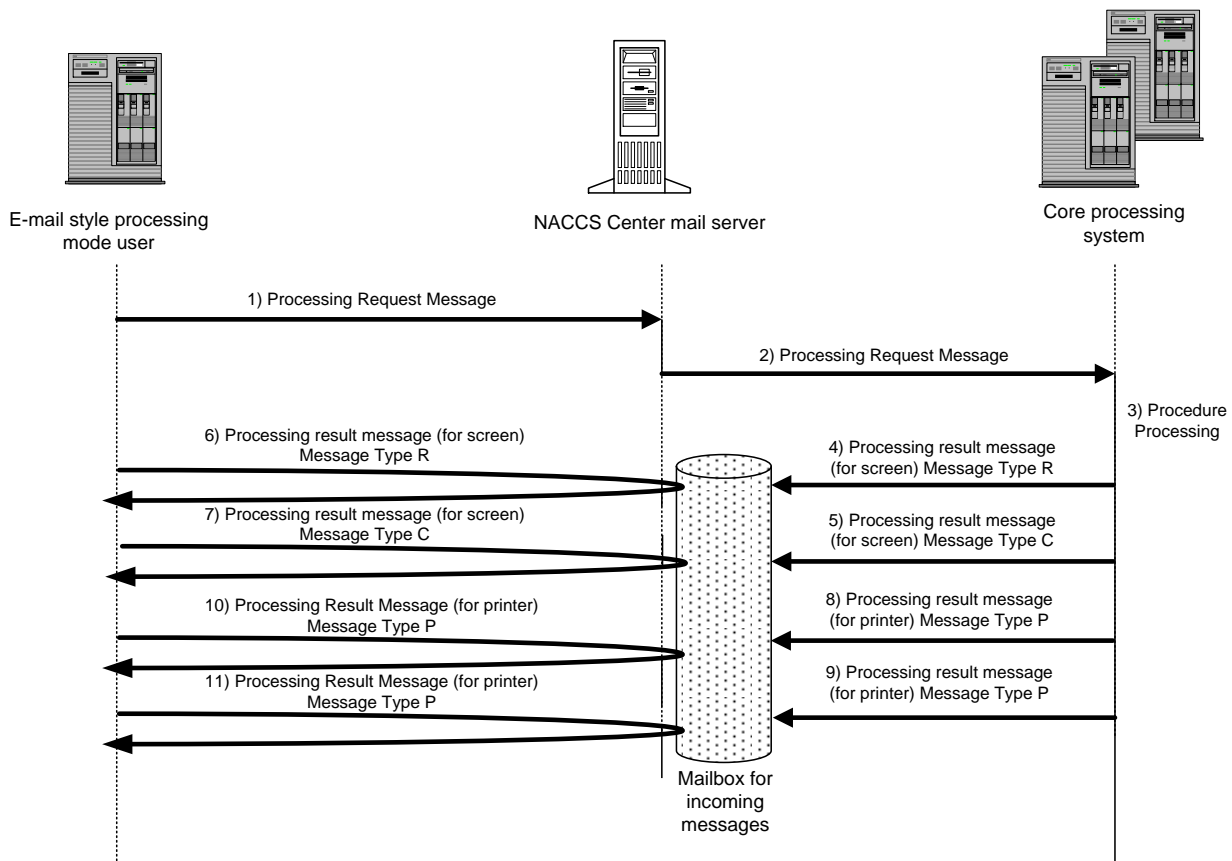 E-mail style processing
mode user
NACCS Center mail server
Core processing
system
1) Processing Request Message
2) Processing Request Message
3) Procedure
Processing
6) Processing result message (for screen)
Message Type R
4) Processing result message
(for screen) Message Type R
7) Processing result message (for screen)
Message Type C
5) Processing result message
(for screen) Message Type C
10) Processing Result Message (for printer)
Message Type P
8) Processing result message
(for printer) Message Type P
11) Processing Result Message (for printer)
Message Type P
9) Processing result message
(for printer) Message Type P
Mailbox for
incoming
messages